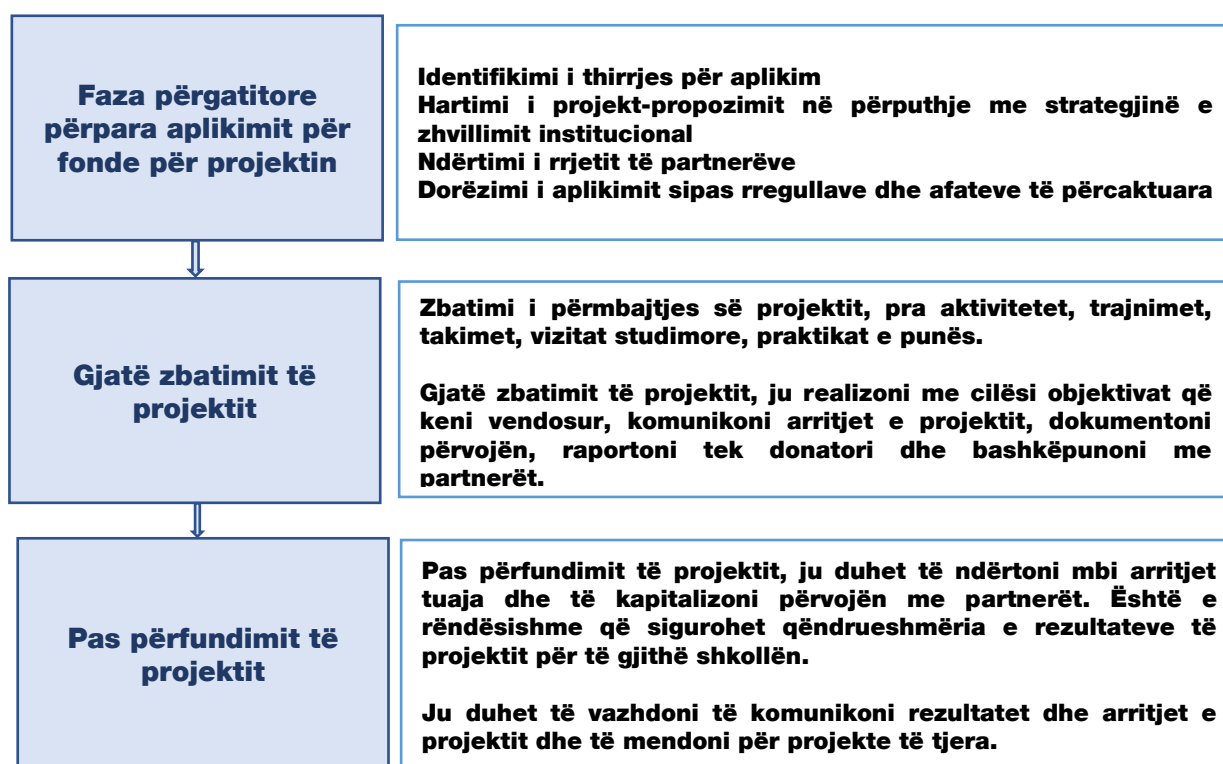 Faza përgatitore
përpara aplikimit për
fonde për projektin
Identifikimi i thirrjes për aplikim
Hartimi i projekt-propozimit në përputhje me strategjinë e
zhvillimit institucional
Ndërtimi i rrjetit të partnerëve
Dorëzimi i aplikimit sipas rregullave dhe afateve të përcaktuara
Gjatë zbatimit të
projektit
Zbatimi i përmbajtjes së projektit, pra aktivitetet, trajnimet,
takimet, vizitat studimore, praktikat e punës.
Gjatë zbatimit të projektit, ju realizoni me cilësi objektivat që
keni vendosur, komunikoni arritjet e projektit, dokumentoni
përvojën, raportoni tek donatori dhe bashkëpunoni me
partnerët.
Pas përfundimit të
projektit
Pas përfundimit të projektit, ju duhet të ndërtoni mbi arritjet
tuaja dhe të kapitalizoni përvojën me partnerët. Është e
rëndësishme që sigurohet qëndrueshmëria e rezultateve të
projektit për të gjithë shkollën.
Ju duhet të vazhdoni të komunikoni rezultatet dhe arritjet e
projektit dhe të mendoni për projekte të tjera.